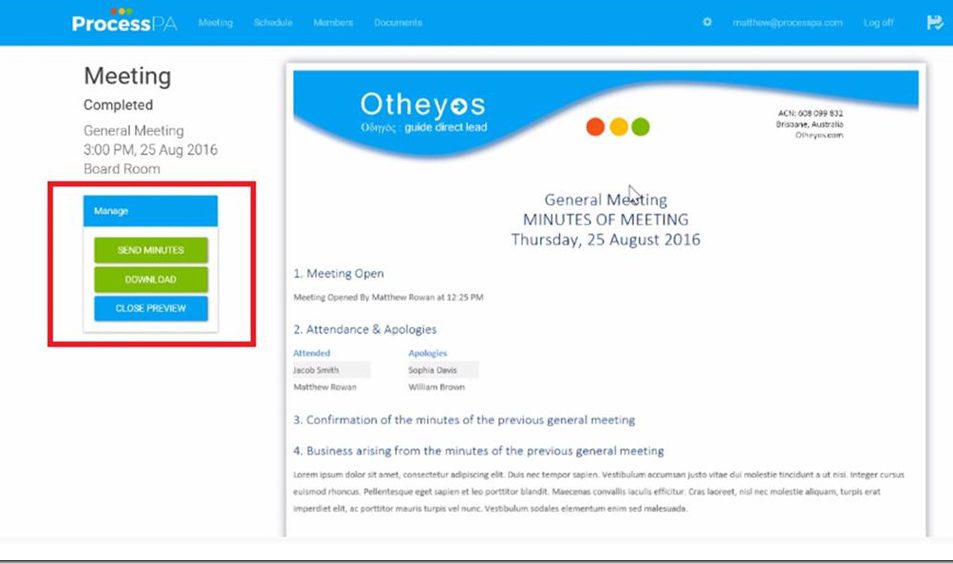 ProcessPA Meeting Schedule Members Documents matthew@processpa.com Log off
Meeting
Completed
General Meeting
3:00 PM, 25 Aug 2016
Board Room
Manage
SEND MINUTES
DOWNLOAD
CLOSE PREVIEW
Otheyos
Οδηγός : guide direct lead
ACN: 608 099 832
Brisbane, Australia
Otheyos.com
General Meeting
MINUTES OF MEETING
Thursday, 25 August 2016
1. Meeting Open
Meeting Opened By Matthew Rowan at 12:25 PM
2. Attendance & Apologies
Attended Apologies
Jacob Smith Sophia Davis
Matthew Rowan William Brown
3. Confirmation of the minutes of the previous general meeting
4. Business arising from the minutes of the previous general meeting
Lorem ipsum dolor sit amet, consectetur adipiscing elit. Duis nec tempor sapien. Vestibulum accumsan justo vitae dui molestie tincidunt a ut nisi. Integer cursus
euismod rhoncus. Pellentesque eget sapien et leo porttitor blandit. Maecenas convallis iaculis efficitur. Cras laoreet, nisl nec molestie aliquam, turpis erat
imperdiet elit, ac porttitor mauris turpis vel nunc. Vestibulum sodales elementum enim sed malesuada.